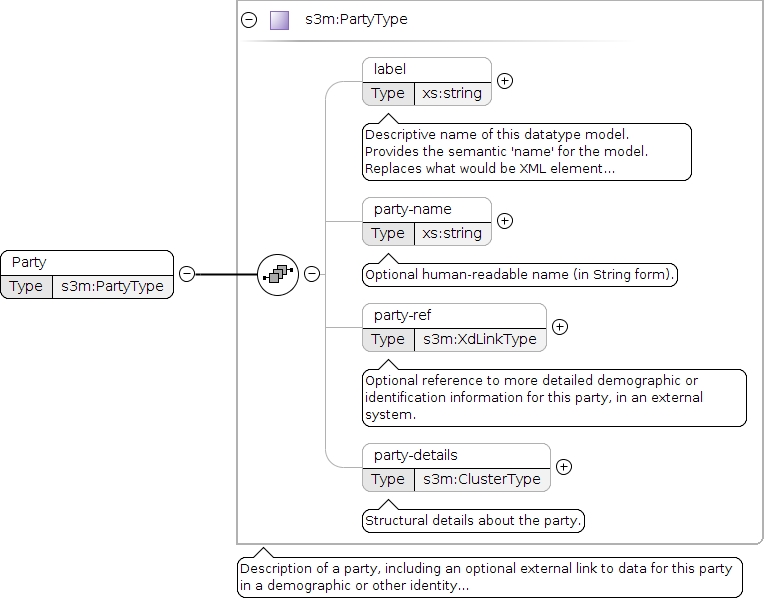 s3m:PartyType
label
Type xs:string
Descriptive name of this datatype model.
Provides the semantic 'name' for the model.
Replaces what would be XML element...
party-name
Type xs:string
Optional human-readable name (in String form).
Party
Type s3m:PartyType
party-ref
Type s3m:XdLinkType
Optional reference to more detailed demographic or
identification information for this party, in an external
system.
party-details
Type s3m:ClusterType
Structural details about the party.
Description of a party, including an optional external link to data for this party
in a demographic or other identity...